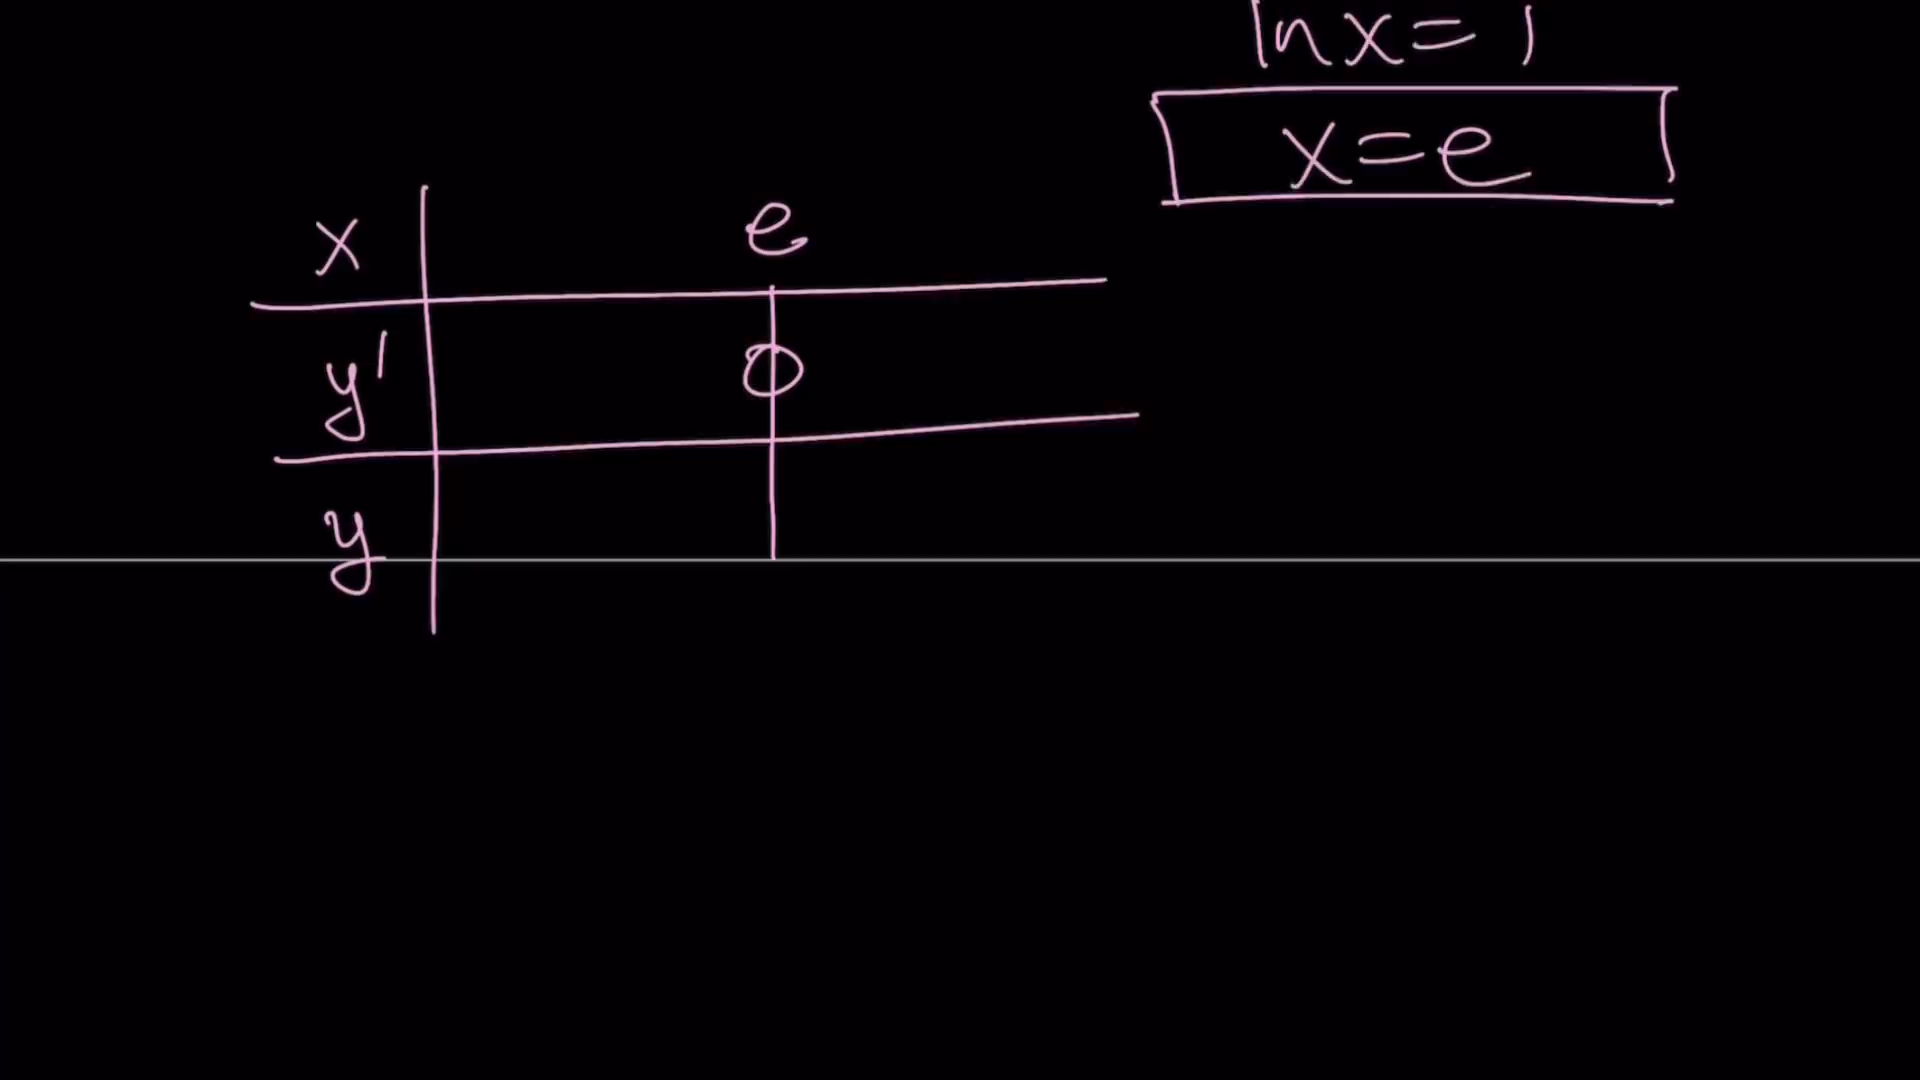 ln x = 1
x = e
x e
y' 0
y